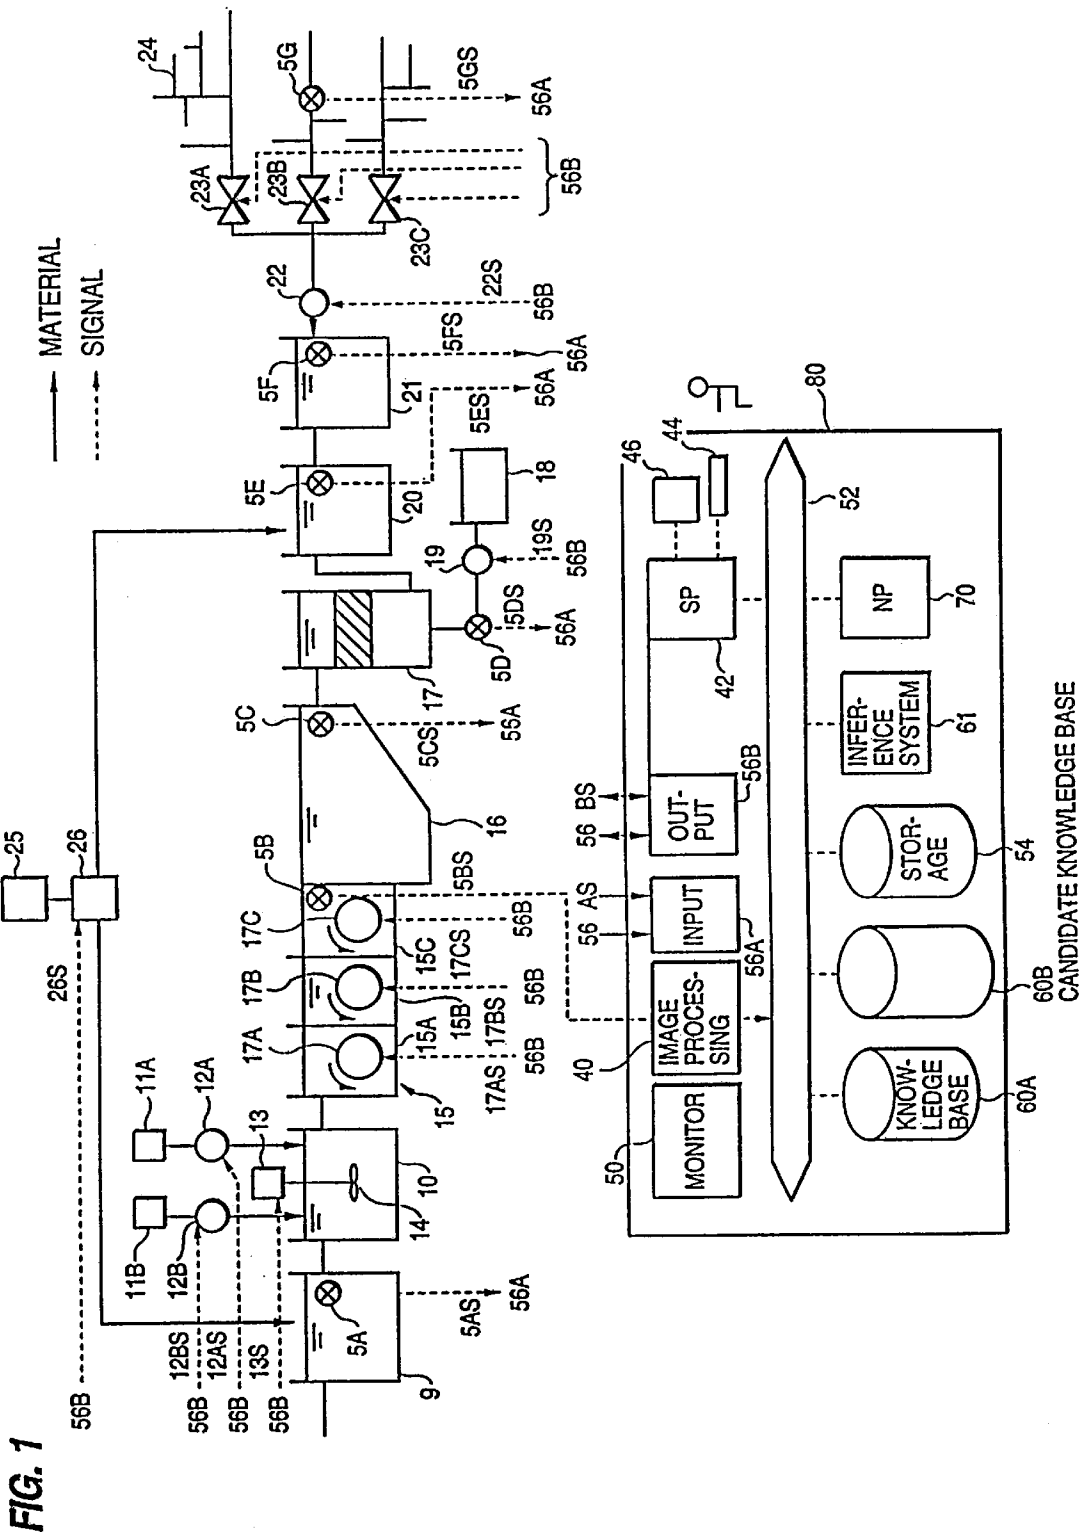 FIG. 1
MATERIAL
SIGNAL
25
26
26S
56B
24
11A
12A
11B
12B
13
12BS
12AS
13S
56B
56B
56B
14
10
9
5A
5AS
56A
15
17A
17B
17C
15A
15B
15C
17AS
17BS
17CS
56B
56B
56B
5B
5BS
16
5C
5CS
56A
17
5D
5DS
56A
19
19S
56B
18
20
5E
5ES
56A
21
5F
5FS
56A
22
22S
56B
23A
23B
23C
56B
5G
5GS
56A
50
MONITOR
40
IMAGE
PROCES-
SING
56
AS
INPUT
56A
56
BS
OUT-
PUT
56B
42
SP
46
44
80
52
KNOW-
LEDGE
BASE
60A
60B
CANDIDATE KNOWLEDGE BASE
STOR-
AGE
54
INFER-
ENCE
SYSTEM
61
NP
70